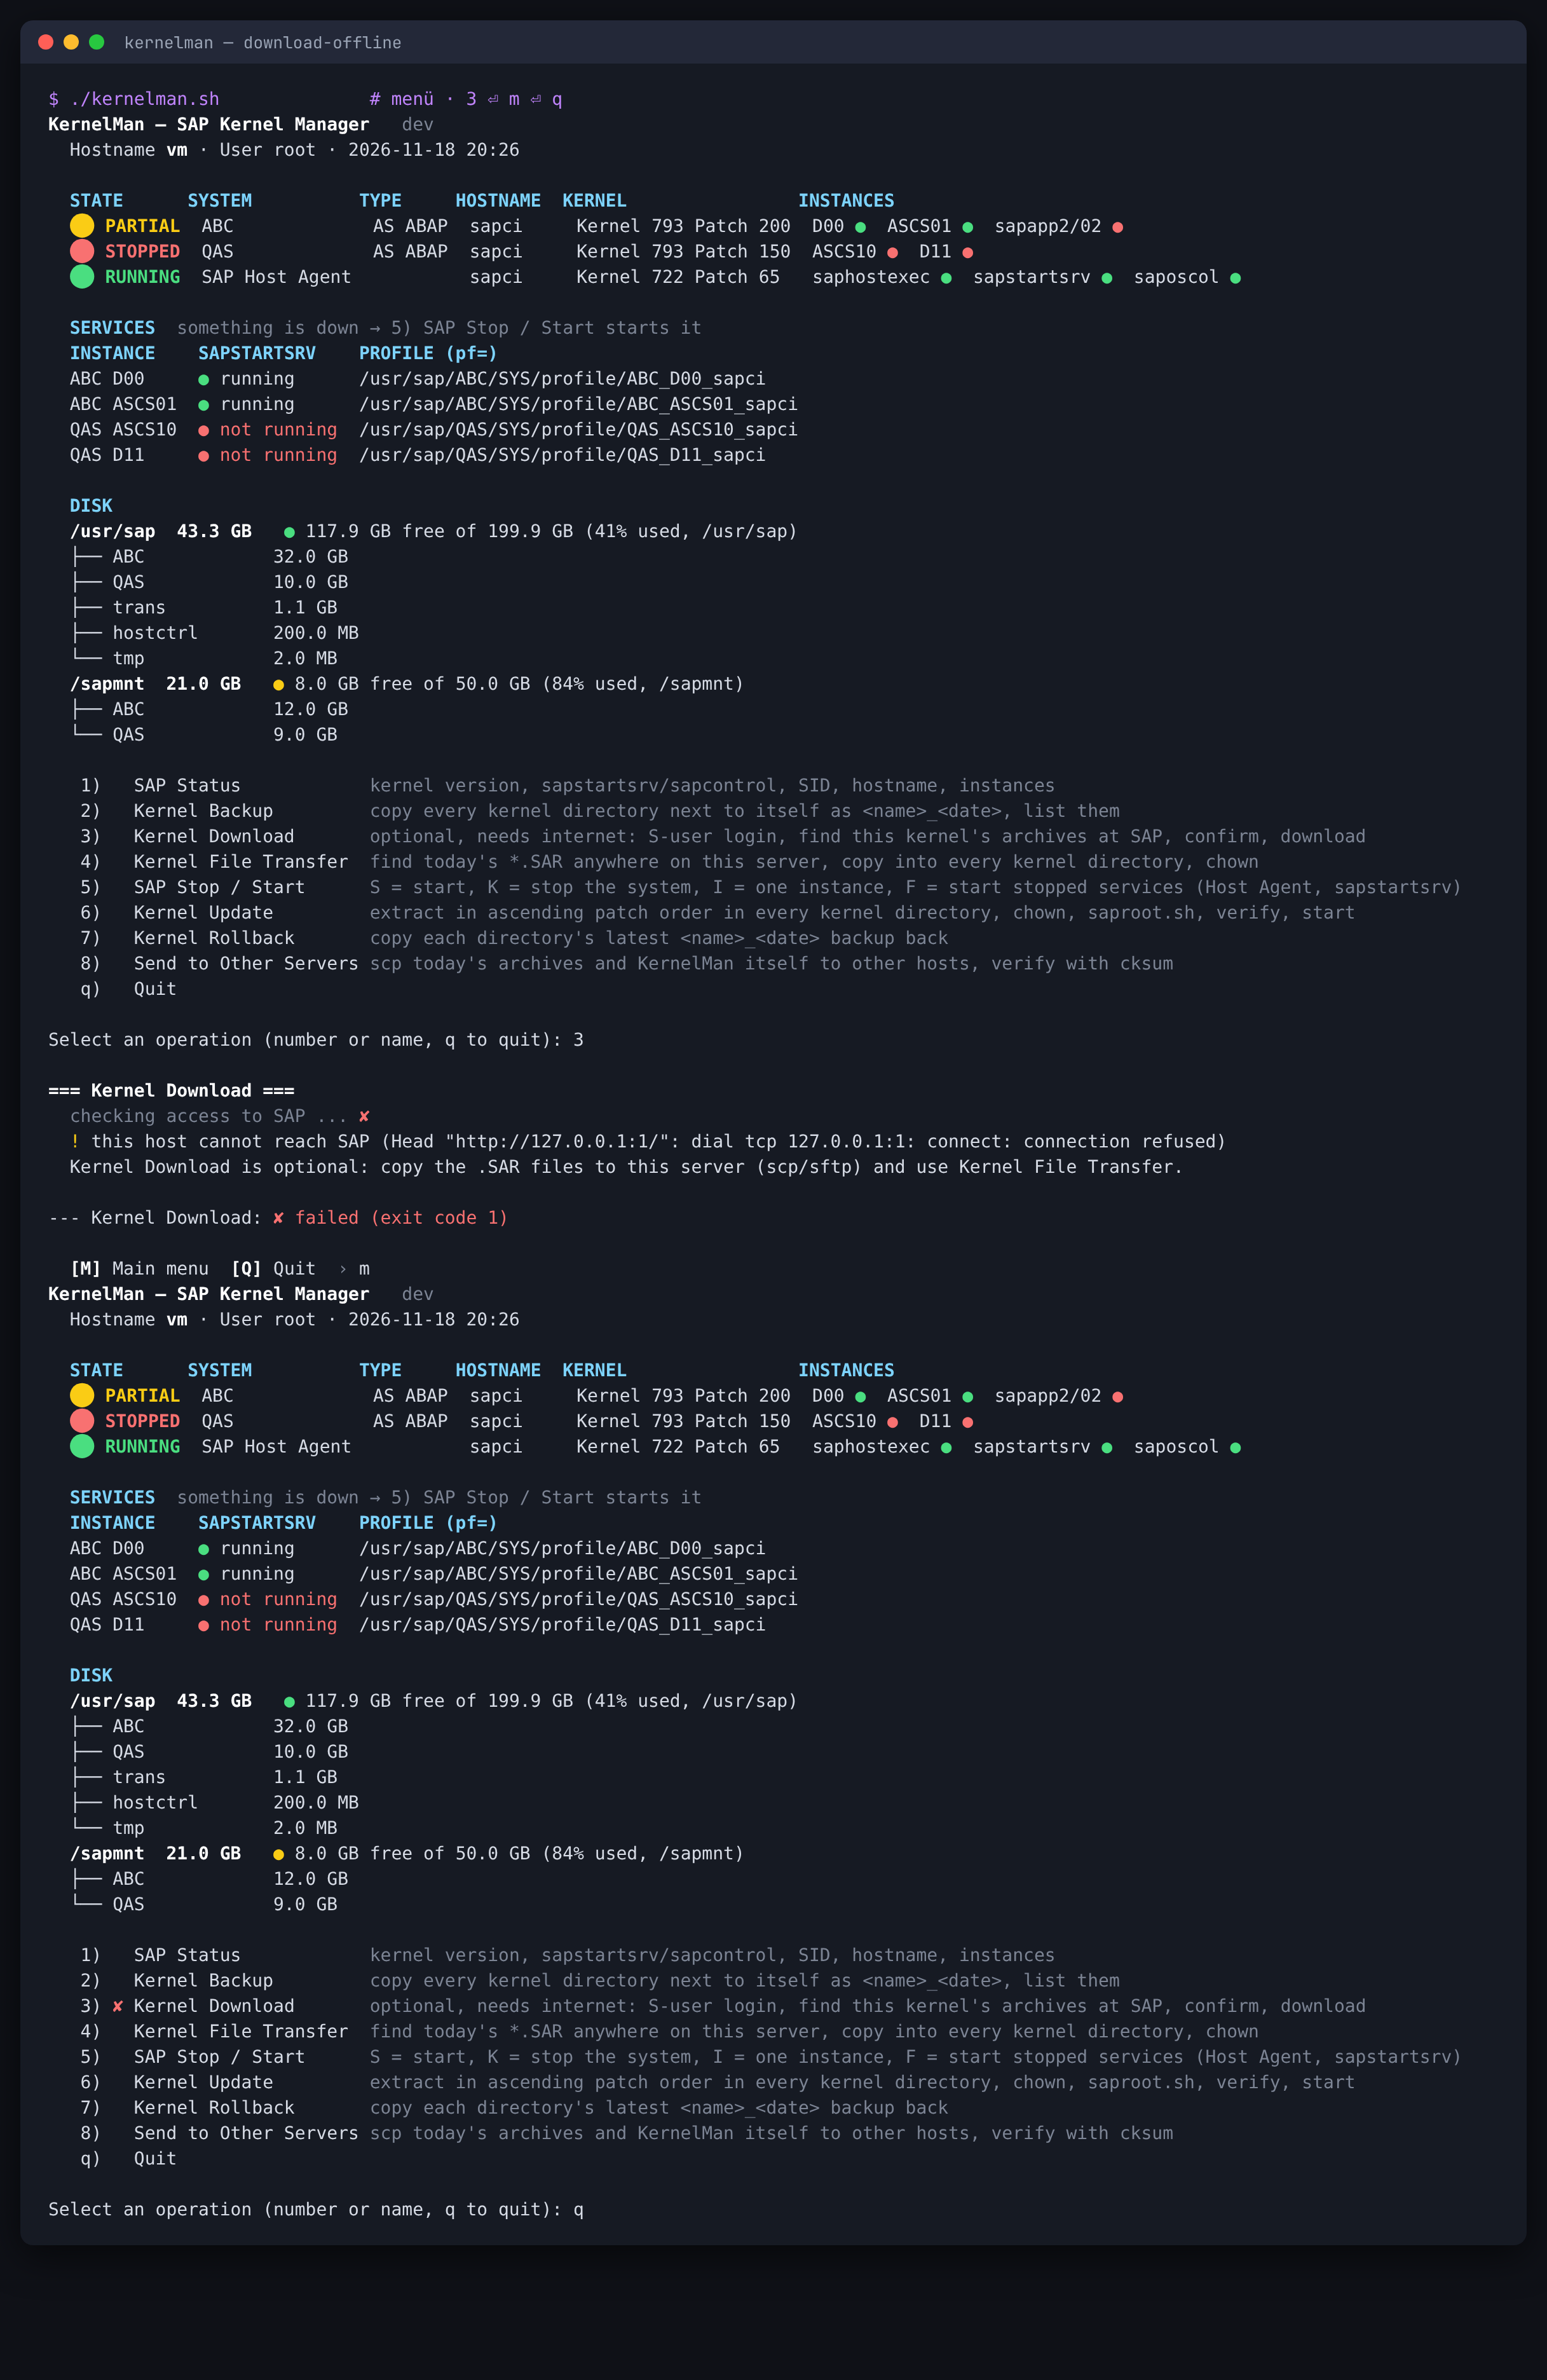 kernelman — download-offline
$ ./kernelman.sh              # menü · 3 ⏎ m ⏎ q
KernelMan — SAP Kernel Manager   dev
  Hostname vm · User root · 2026-11-18 20:26

  STATE      SYSTEM          TYPE     HOSTNAME  KERNEL                INSTANCES
  ⬤ PARTIAL  ABC             AS ABAP  sapci     Kernel 793 Patch 200  D00 ●  ASCS01 ●  sapapp2/02 ●
  ⬤ STOPPED  QAS             AS ABAP  sapci     Kernel 793 Patch 150  ASCS10 ●  D11 ●
  ⬤ RUNNING  SAP Host Agent           sapci     Kernel 722 Patch 65   saphostexec ●  sapstartsrv ●  saposcol ●

  SERVICES  something is down → 5) SAP Stop / Start starts it
  INSTANCE    SAPSTARTSRV    PROFILE (pf=)
  ABC D00     ● running      /usr/sap/ABC/SYS/profile/ABC_D00_sapci
  ABC ASCS01  ● running      /usr/sap/ABC/SYS/profile/ABC_ASCS01_sapci
  QAS ASCS10  ● not running  /usr/sap/QAS/SYS/profile/QAS_ASCS10_sapci
  QAS D11     ● not running  /usr/sap/QAS/SYS/profile/QAS_D11_sapci

  DISK
  /usr/sap  43.3 GB   ● 117.9 GB free of 199.9 GB (41% used, /usr/sap)
  ├── ABC            32.0 GB
  ├── QAS            10.0 GB
  ├── trans          1.1 GB
  ├── hostctrl       200.0 MB
  └── tmp            2.0 MB
  /sapmnt  21.0 GB   ● 8.0 GB free of 50.0 GB (84% used, /sapmnt)
  ├── ABC            12.0 GB
  └── QAS            9.0 GB

   1)   SAP Status            kernel version, sapstartsrv/sapcontrol, SID, hostname, instances
   2)   Kernel Backup         copy every kernel directory next to itself as <name>_<date>, list them
   3)   Kernel Download       optional, needs internet: S-user login, find this kernel's archives at SAP, confirm, download
   4)   Kernel File Transfer  find today's *.SAR anywhere on this server, copy into every kernel directory, chown
   5)   SAP Stop / Start      S = start, K = stop the system, I = one instance, F = start stopped services (Host Agent, sapstartsrv)
   6)   Kernel Update         extract in ascending patch order in every kernel directory, chown, saproot.sh, verify, start
   7)   Kernel Rollback       copy each directory's latest <name>_<date> backup back
   8)   Send to Other Servers scp today's archives and KernelMan itself to other hosts, verify with cksum
   q)   Quit

Select an operation (number or name, q to quit): 3

=== Kernel Download ===
  checking access to SAP ... ✘
  ! this host cannot reach SAP (Head "http://127.0.0.1:1/": dial tcp 127.0.0.1:1: connect: connection refused)
  Kernel Download is optional: copy the .SAR files to this server (scp/sftp) and use Kernel File Transfer.

--- Kernel Download: ✘ failed (exit code 1)

  [M] Main menu  [Q] Quit  › m
KernelMan — SAP Kernel Manager   dev
  Hostname vm · User root · 2026-11-18 20:26

  STATE      SYSTEM          TYPE     HOSTNAME  KERNEL                INSTANCES
  ⬤ PARTIAL  ABC             AS ABAP  sapci     Kernel 793 Patch 200  D00 ●  ASCS01 ●  sapapp2/02 ●
  ⬤ STOPPED  QAS             AS ABAP  sapci     Kernel 793 Patch 150  ASCS10 ●  D11 ●
  ⬤ RUNNING  SAP Host Agent           sapci     Kernel 722 Patch 65   saphostexec ●  sapstartsrv ●  saposcol ●

  SERVICES  something is down → 5) SAP Stop / Start starts it
  INSTANCE    SAPSTARTSRV    PROFILE (pf=)
  ABC D00     ● running      /usr/sap/ABC/SYS/profile/ABC_D00_sapci
  ABC ASCS01  ● running      /usr/sap/ABC/SYS/profile/ABC_ASCS01_sapci
  QAS ASCS10  ● not running  /usr/sap/QAS/SYS/profile/QAS_ASCS10_sapci
  QAS D11     ● not running  /usr/sap/QAS/SYS/profile/QAS_D11_sapci

  DISK
  /usr/sap  43.3 GB   ● 117.9 GB free of 199.9 GB (41% used, /usr/sap)
  ├── ABC            32.0 GB
  ├── QAS            10.0 GB
  ├── trans          1.1 GB
  ├── hostctrl       200.0 MB
  └── tmp            2.0 MB
  /sapmnt  21.0 GB   ● 8.0 GB free of 50.0 GB (84% used, /sapmnt)
  ├── ABC            12.0 GB
  └── QAS            9.0 GB

   1)   SAP Status            kernel version, sapstartsrv/sapcontrol, SID, hostname, instances
   2)   Kernel Backup         copy every kernel directory next to itself as <name>_<date>, list them
   3) ✘ Kernel Download       optional, needs internet: S-user login, find this kernel's archives at SAP, confirm, download
   4)   Kernel File Transfer  find today's *.SAR anywhere on this server, copy into every kernel directory, chown
   5)   SAP Stop / Start      S = start, K = stop the system, I = one instance, F = start stopped services (Host Agent, sapstartsrv)
   6)   Kernel Update         extract in ascending patch order in every kernel directory, chown, saproot.sh, verify, start
   7)   Kernel Rollback       copy each directory's latest <name>_<date> backup back
   8)   Send to Other Servers scp today's archives and KernelMan itself to other hosts, verify with cksum
   q)   Quit

Select an operation (number or name, q to quit): q